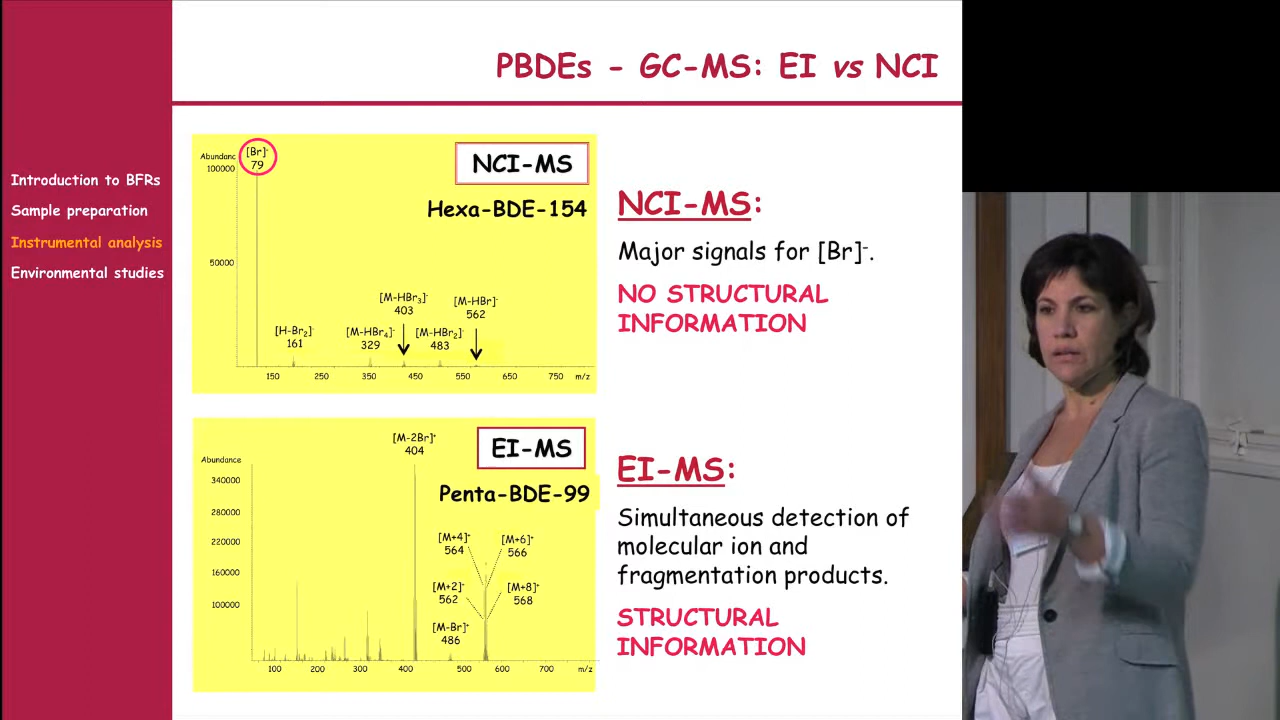 PBDEs - GC-MS: EI vs NCI
Introduction to BFRs
Sample preparation
Instrumental analysis
Environmental studies
Abundanc
100000
50000
[Br]⁻
79
NCI-MS
Hexa-BDE-154
[H-Br₂]⁻
161
[M-HBr₄]⁻
329
[M-HBr₃]⁻
403
[M-HBr₂]⁻
483
[M-HBr]⁻
562
150 250 350 450 550 650 750 m/z
NCI-MS:
Major signals for [Br]⁻.
NO STRUCTURAL
INFORMATION
Abundance
340000
280000
220000
160000
100000
[M-2Br]⁺
404
EI-MS
Penta-BDE-99
[M+4]⁺
564
[M+6]⁺
566
[M+2]⁺
562
[M+8]⁺
568
[M-Br]⁺
486
100 200 300 400 500 600 700 m/z
EI-MS:
Simultaneous detection of
molecular ion and
fragmentation products.
STRUCTURAL
INFORMATION